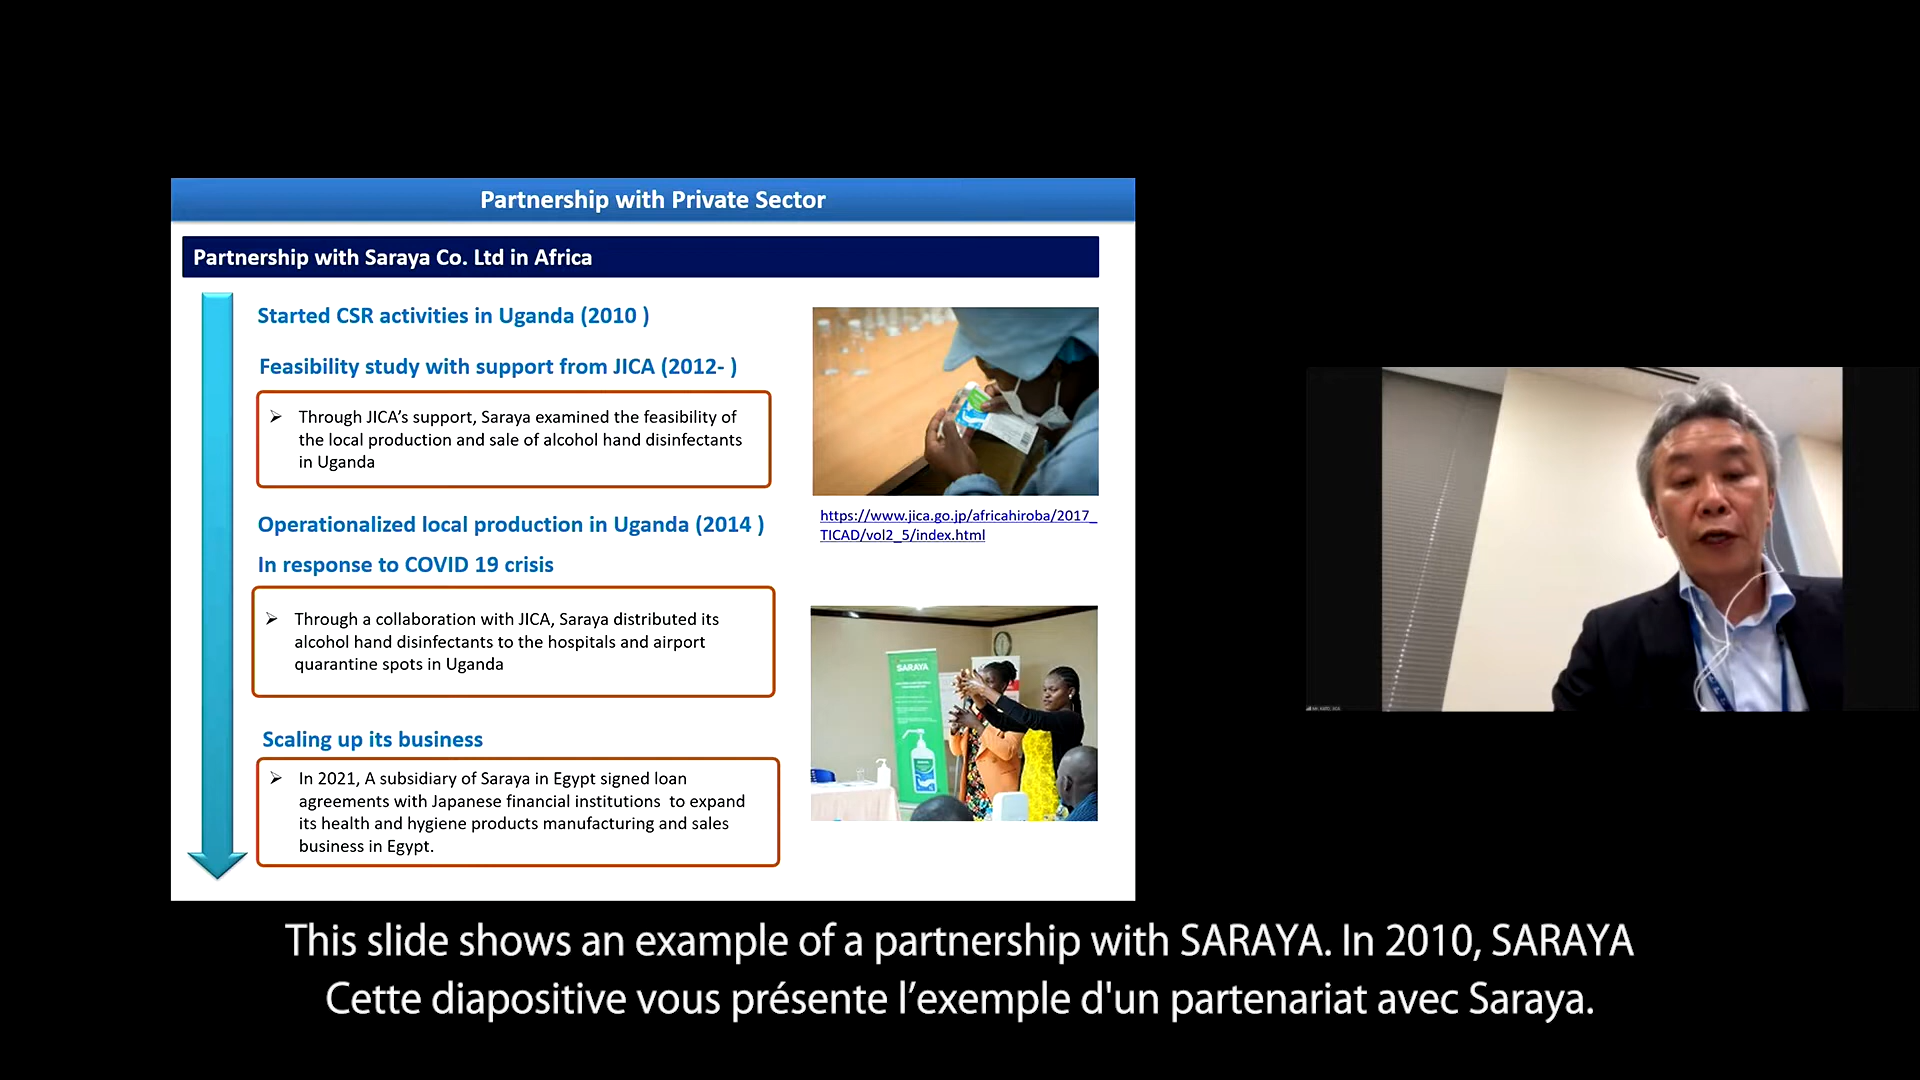 Partnership with Private Sector
Partnership with Saraya Co. Ltd in Africa
Started CSR activities in Uganda (2010 )
Feasibility study with support from JICA (2012- )
➢ Through JICA’s support, Saraya examined the feasibility of
the local production and sale of alcohol hand disinfectants
in Uganda
Operationalized local production in Uganda (2014 )
In response to COVID 19 crisis
➢ Through a collaboration with JICA, Saraya distributed its
alcohol hand disinfectants to the hospitals and airport
quarantine spots in Uganda
Scaling up its business
➢ In 2021, A subsidiary of Saraya in Egypt signed loan
agreements with Japanese financial institutions to expand
its health and hygiene products manufacturing and sales
business in Egypt.
https://www.jica.go.jp/africahiroba/2017_
TICAD/vol2_5/index.html
SARAYA
This slide shows an example of a partnership with SARAYA. In 2010, SARAYA
Cette diapositive vous présente l’exemple d'un partenariat avec Saraya.